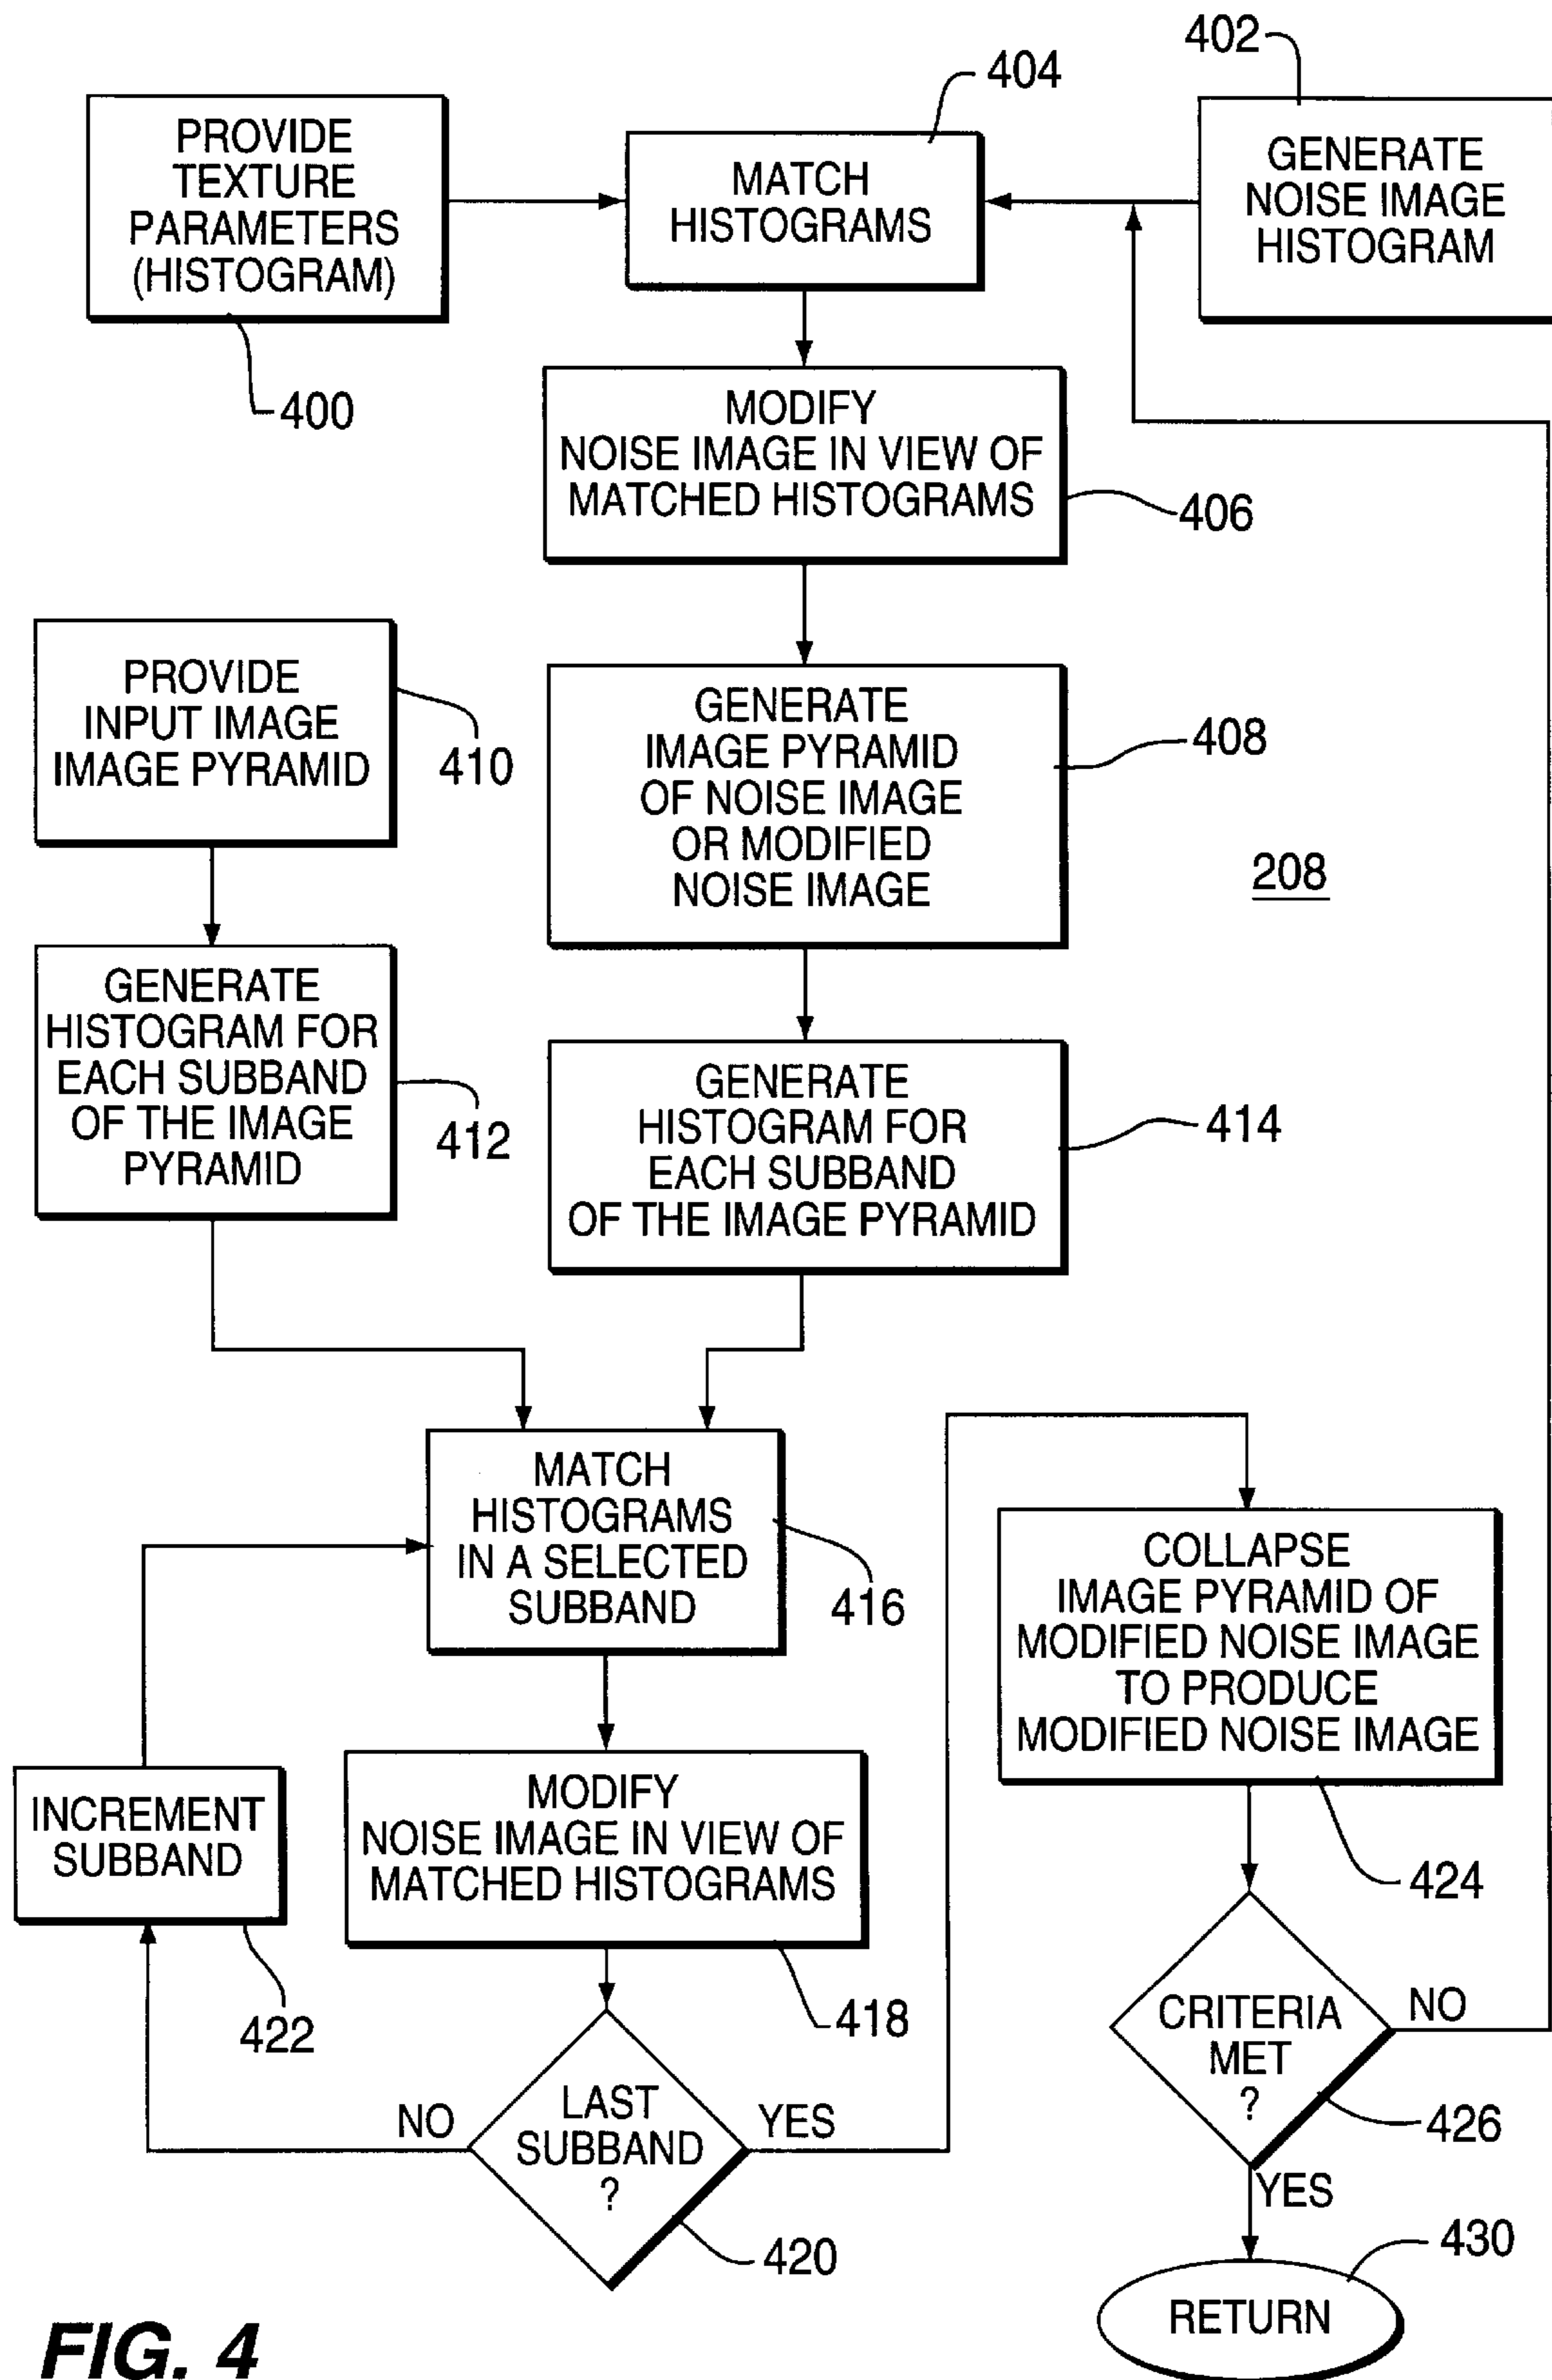 402
404
PROVIDE
TEXTURE
PARAMETERS
(HISTOGRAM)
MATCH
HISTOGRAMS
GENERATE
NOISE IMAGE
HISTOGRAM
400
MODIFY
NOISE IMAGE IN VIEW OF
MATCHED HISTOGRAMS
406
PROVIDE
INPUT IMAGE
IMAGE PYRAMID
410
GENERATE
IMAGE PYRAMID
OF NOISE IMAGE
OR MODIFIED
NOISE IMAGE
408
208
GENERATE
HISTOGRAM FOR
EACH SUBBAND
OF THE IMAGE
PYRAMID
412
GENERATE
HISTOGRAM FOR
EACH SUBBAND
OF THE IMAGE PYRAMID
414
MATCH
HISTOGRAMS
IN A SELECTED
SUBBAND
416
COLLAPSE
IMAGE PYRAMID OF
MODIFIED NOISE IMAGE
TO PRODUCE
MODIFIED NOISE IMAGE
424
INCREMENT
SUBBAND
422
MODIFY
NOISE IMAGE IN VIEW OF
MATCHED HISTOGRAMS
418
CRITERIA
MET
?
NO
426
YES
LAST
SUBBAND
?
NO
YES
420
430
RETURN
FIG. 4